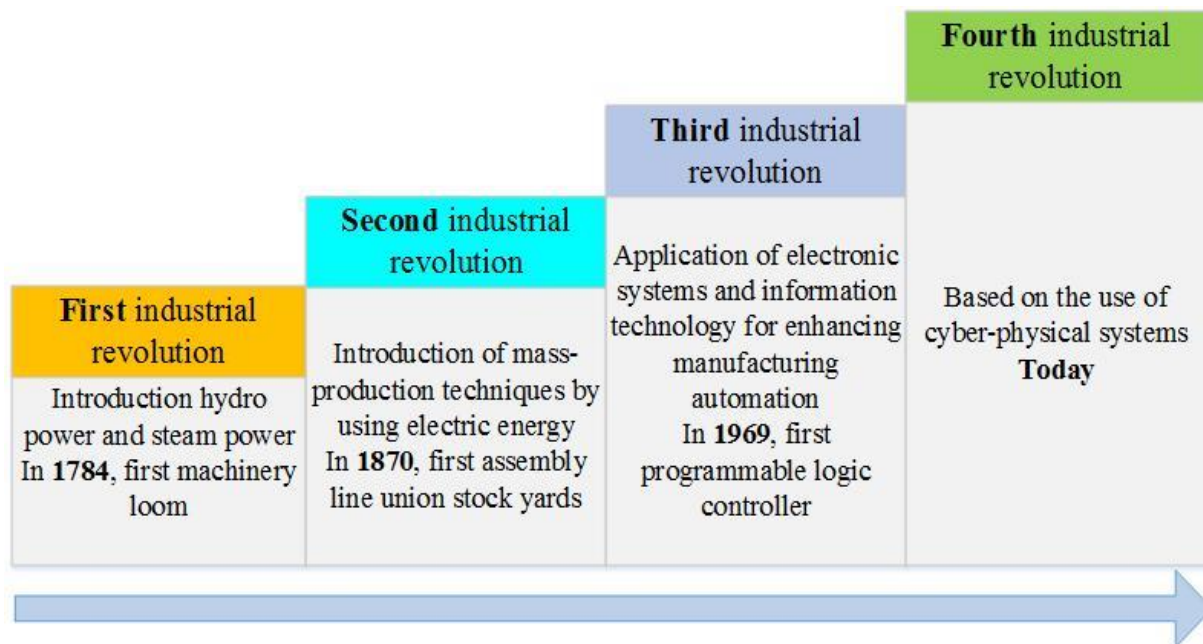 First industrial
revolution
Introduction hydro
power and steam power
In 1784, first machinery
loom
Second industrial
revolution
Introduction of mass-
production techniques by
using electric energy
In 1870, first assembly
line union stock yards
Third industrial
revolution
Application of electronic
systems and information
technology for enhancing
manufacturing
automation
In 1969, first
programmable logic
controller
Fourth industrial
revolution
Based on the use of
cyber-physical systems
Today